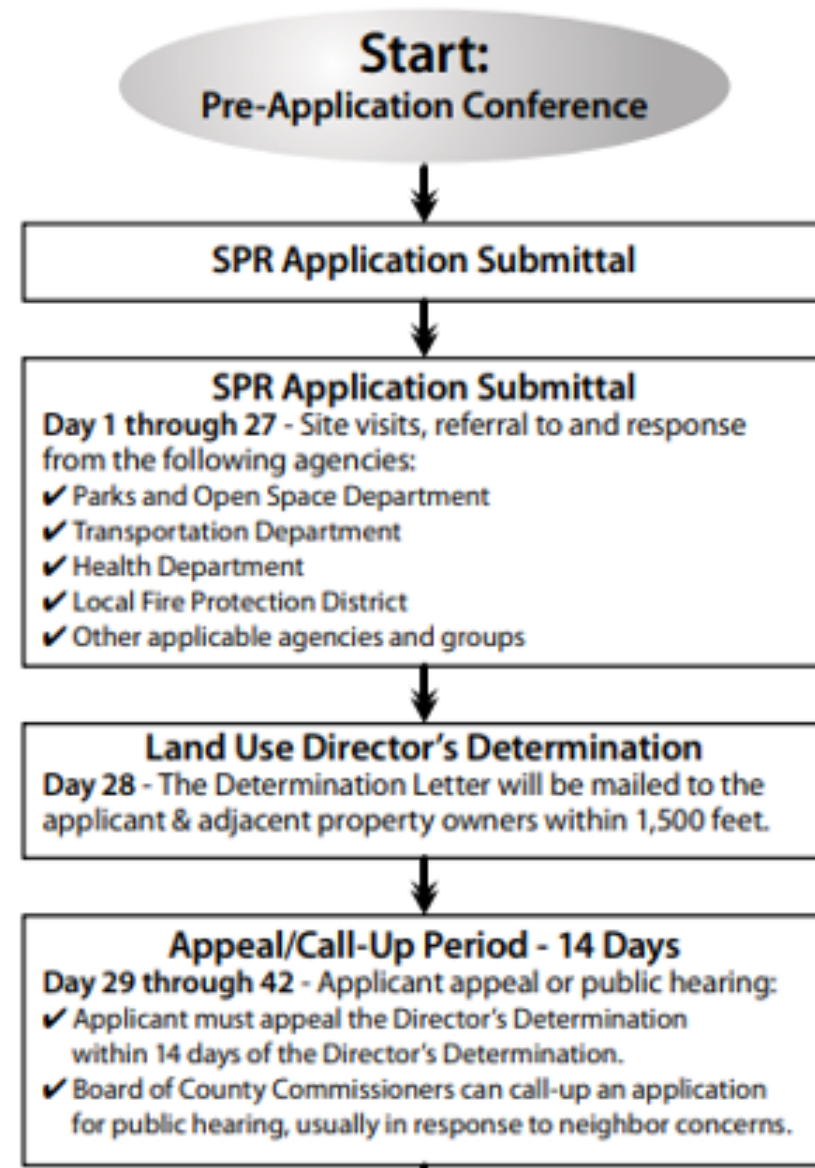 Start:
Pre-Application Conference
SPR Application Submittal
SPR Application Submittal
Day 1 through 27 - Site visits, referral to and response
from the following agencies:
✔ Parks and Open Space Department
✔ Transportation Department
✔ Health Department
✔ Local Fire Protection District
✔ Other applicable agencies and groups
Land Use Director's Determination
Day 28 - The Determination Letter will be mailed to the
applicant & adjacent property owners within 1,500 feet.
Appeal/Call-Up Period - 14 Days
Day 29 through 42 - Applicant appeal or public hearing:
✔ Applicant must appeal the Director's Determination
within 14 days of the Director's Determination.
✔ Board of County Commissioners can call-up an application
for public hearing, usually in response to neighbor concerns.